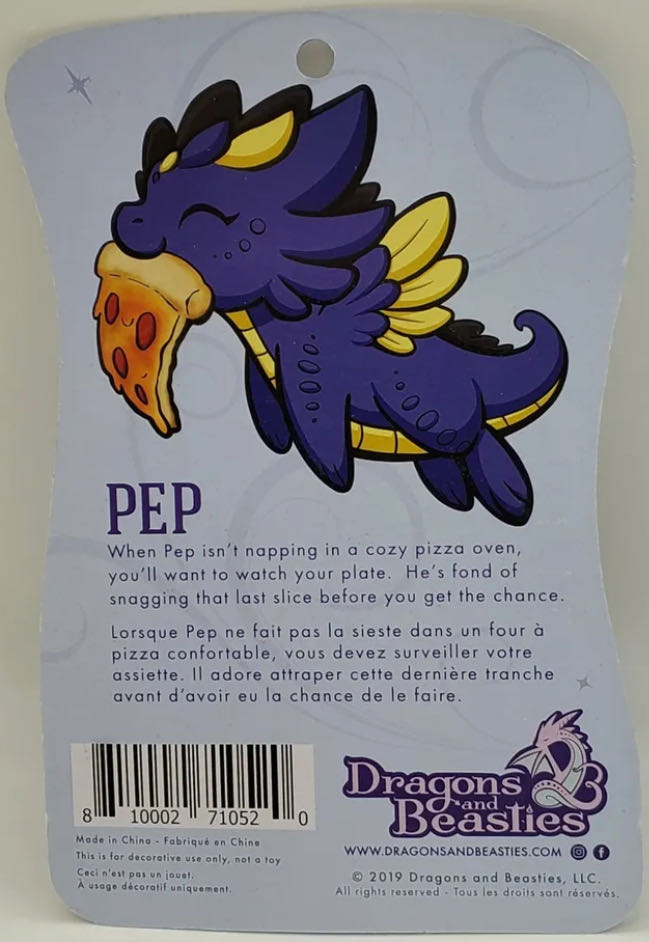 PEP
When Pep isn't napping in a cozy pizza oven,
you'll want to watch your plate. He's fond of
snagging that last slice before you get the chance.
Lorsque Pep ne fait pas la sieste dans un four à
pizza confortable, vous devez surveiller votre
assiette. Il adore attraper cette dernière tranche
avant d'avoir eu la chance de le faire.
8 10002 71052 0
Made in China - Fabriqué en Chine
This is for decorative use only, not a toy
Ceci n'est pas un jouet.
À usage décoratif uniquement.
Dragons
and
Beasties
WWW.DRAGONSANDBEASTIES.COM
© 2019 Dragons and Beasties, LLC.
All rights reserved - Tous les droits sont réservés.